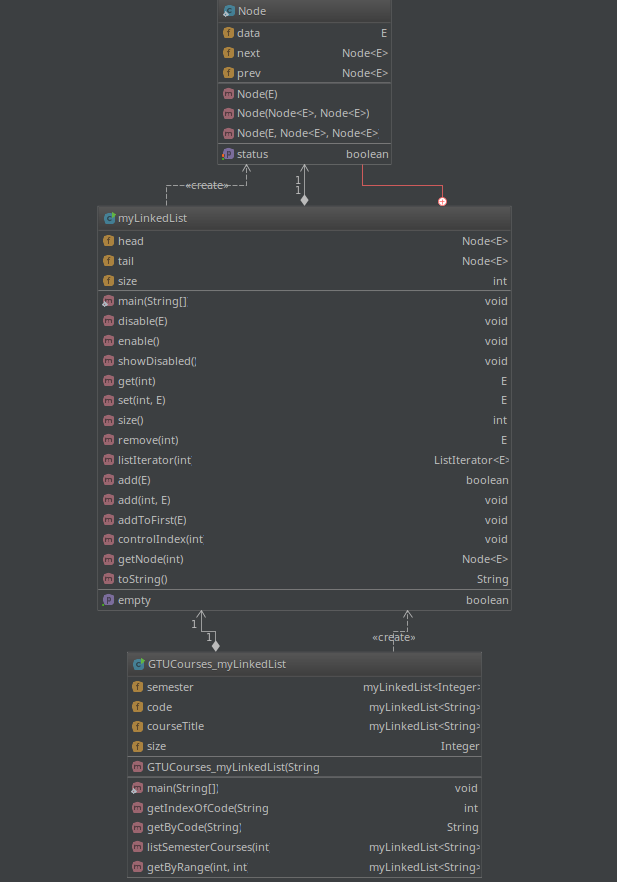 Node
data E
next Node<E>
prev Node<E>
Node(E)
Node(Node<E>, Node<E>)
Node(E, Node<E>, Node<E>
status boolean
«create»
1
1
myLinkedList
head Node<E>
tail Node<E>
size int
main(String[] void
disable(E) void
enable() void
showDisabled() void
get(int) E
set(int, E) E
size() int
remove(int) E
listIterator(int ListIterator<E>
add(E) boolean
add(int, E) void
addToFirst(E) void
controlIndex(int void
getNode(int) Node<E>
toString() String
empty boolean
1
1
«create»
GTUCourses_myLinkedList
semester myLinkedList<Integer>
code myLinkedList<String>
courseTitle myLinkedList<String>
size Integer
GTUCourses_myLinkedList(String
main(String[]) void
getIndexOfCode(String int
getByCode(String) String
listSemesterCourses(int myLinkedList<String>
getByRange(int, int myLinkedList<String>